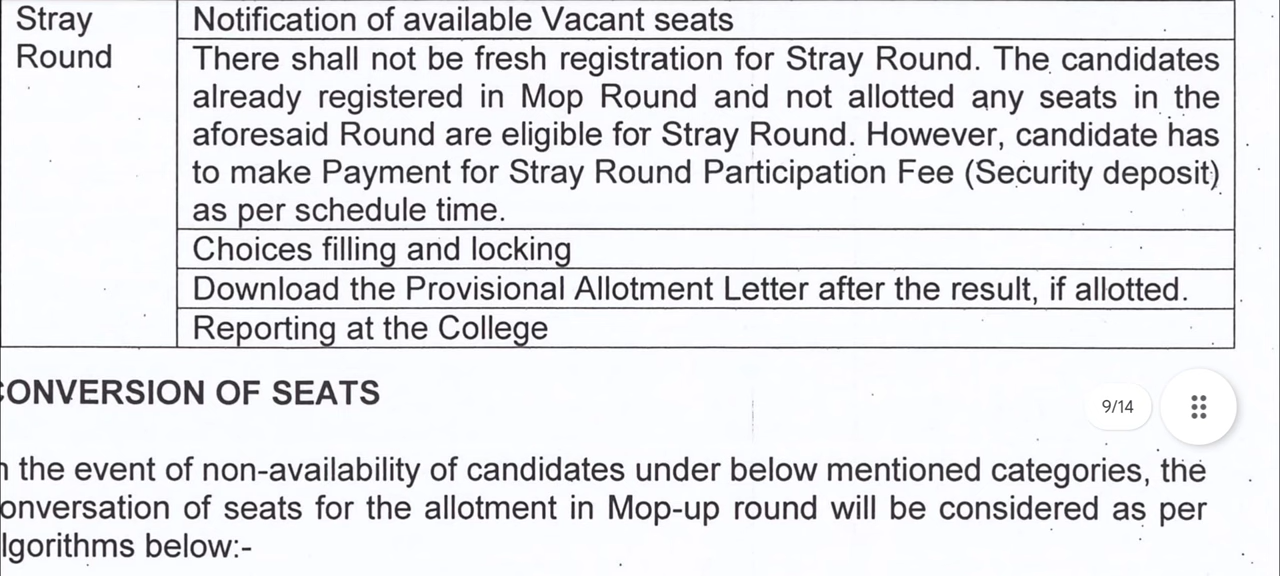 Stray
Round
Notification of available Vacant seats
There shall not be fresh registration for Stray Round. The candidates
already registered in Mop Round and not allotted any seats in the
aforesaid Round are eligible for Stray Round. However, candidate has
to make Payment for Stray Round Participation Fee (Security deposit)
as per schedule time.
Choices filling and locking
Download the Provisional Allotment Letter after the result, if allotted.
Reporting at the College
ONVERSION OF SEATS
9/14
n the event of non-availability of candidates under below mentioned categories, the
onversation of seats for the allotment in Mop-up round will be considered as per
lgorithms below:-